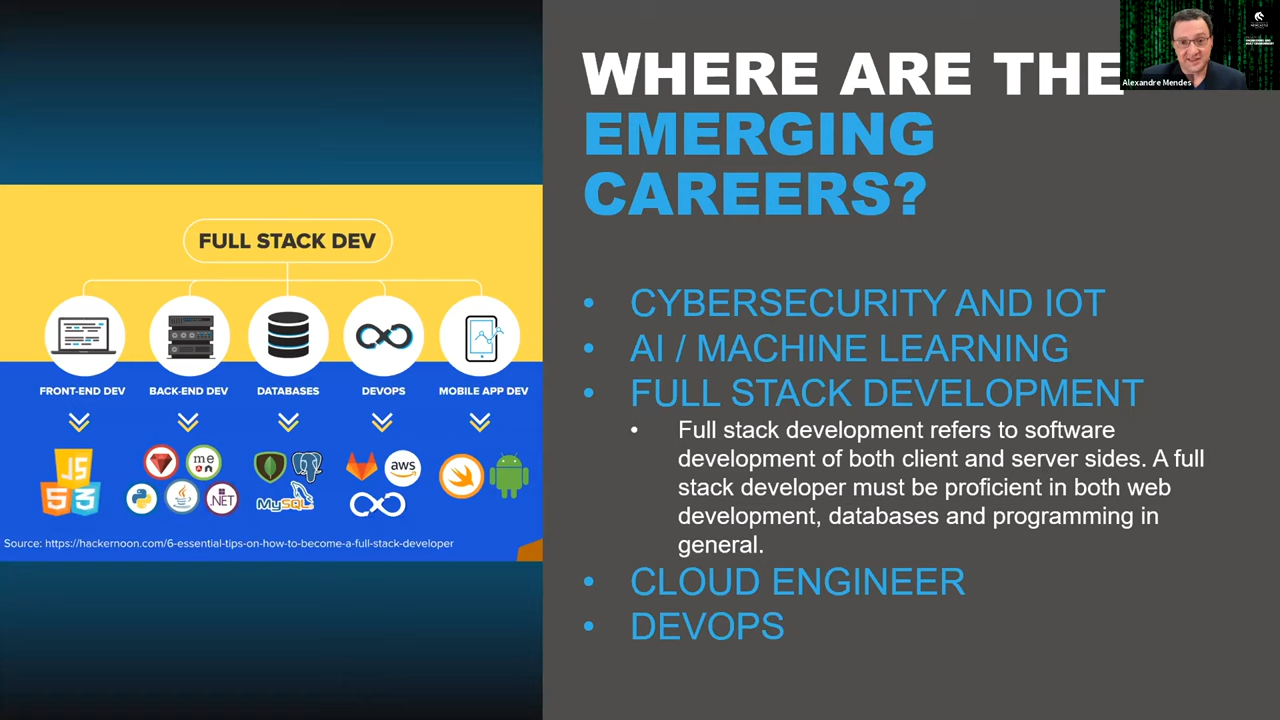 WHERE ARE THE
EMERGING
CAREERS?
Alexandre Mendes
FULL STACK DEV
FRONT-END DEV
BACK-END DEV
DATABASES
DEVOPS
MOBILE APP DEV
JS
5
3
me
n
.NET
MySQL
aws
Source: https://hackernoon.com/6-essential-tips-on-how-to-become-a-full-stack-developer
• CYBERSECURITY AND IOT
• AI / MACHINE LEARNING
• FULL STACK DEVELOPMENT
• Full stack development refers to software
development of both client and server sides. A full
stack developer must be proficient in both web
development, databases and programming in
general.
• CLOUD ENGINEER
• DEVOPS